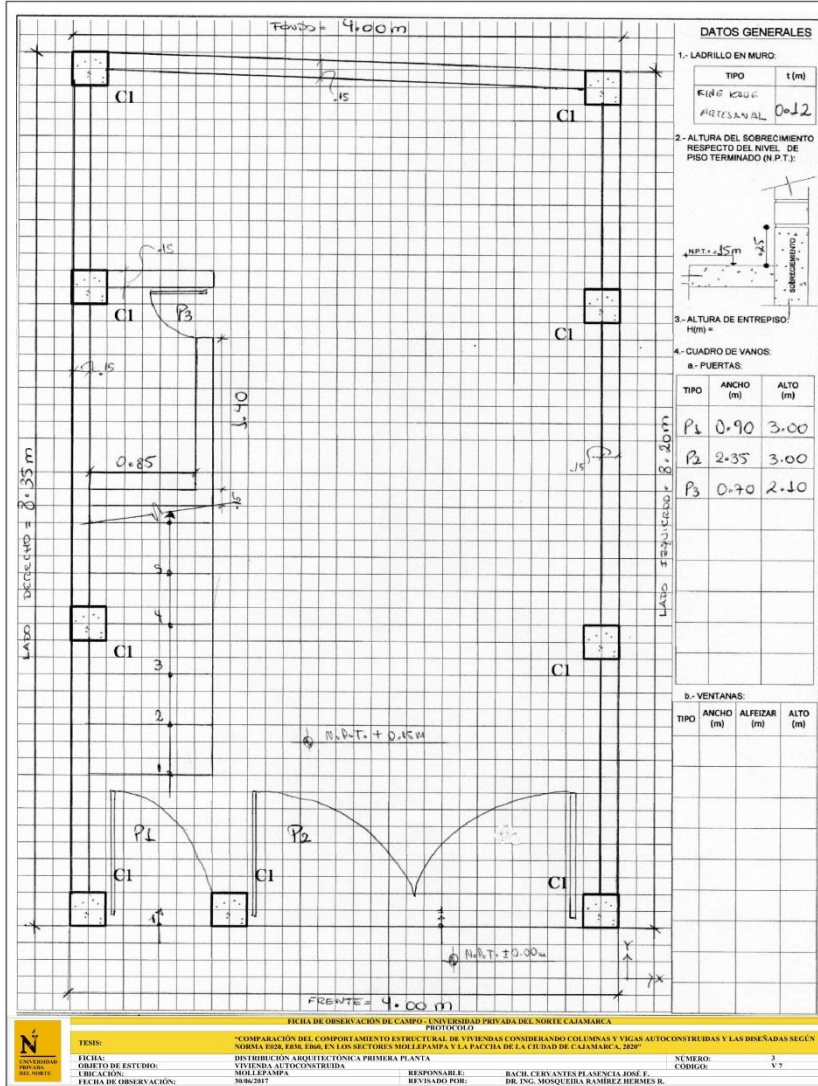 FONDO = 4.00 m
.15
C1
C1
.15
C1
P3
C1
.15
1.40
0.85
.15
.15
LADO DERECHO = 8.35 m
LADO IZQUIERDO = 8.20 m
5
4
C1
3
C1
2
N.P.T. + 0.15 m
1
P1
P2
C1
C1
C1
N.P.T. ± 0.00 m
Y
X
FRENTE = 4.00 m
DATOS GENERALES
1.- LADRILLO EN MURO:
TIPO t (m)
KING KONG
ARTESANAL 0.12
2.- ALTURA DEL SOBRECIMIENTO
RESPECTO DEL NIVEL DE
PISO TERMINADO (N.P.T.):
N.P.T. + .15 m
.25
SOBRECIMIENTO
3.- ALTURA DE ENTREPISO:
H(m) =
4.- CUADRO DE VANOS:
a.- PUERTAS:
TIPO ANCHO (m) ALTO (m)
P1 0.90 3.00
P2 2.35 3.00
P3 0.70 2.10
b.- VENTANAS:
TIPO ANCHO (m) ALFEIZAR (m) ALTO (m)
N
UNIVERSIDAD
PRIVADA
DEL NORTE
FICHA DE OBSERVACIÓN DE CAMPO - UNIVERSIDAD PRIVADA DEL NORTE CAJAMARCA
PROTOCOLO
TESIS: "COMPARACIÓN DEL COMPORTAMIENTO ESTRUCTURAL DE VIVIENDAS CONSIDERANDO COLUMNAS Y VIGAS AUTOCONSTRUIDAS Y LAS DISEÑADAS SEGÚN
NORMA E020, E030, E060, EN LOS SECTORES MOLLEPAMPA Y LA PACCHA DE LA CIUDAD DE CAJAMARCA, 2020"
FICHA: DISTRIBUCIÓN ARQUITECTÓNICA PRIMERA PLANTA NÚMERO: 3
OBJETO DE ESTUDIO: VIVIENDA AUTOCONSTRUIDA CÓDIGO: V 7
UBICACIÓN: MOLLEPAMPA RESPONSABLE: BACH. CERVANTES PLASENCIA JOSÉ F.
FECHA DE OBSERVACIÓN: 30/06/2017 REVISADO POR: DR. ING. MOSQUEIRA RAMÍREZ HERMES R.